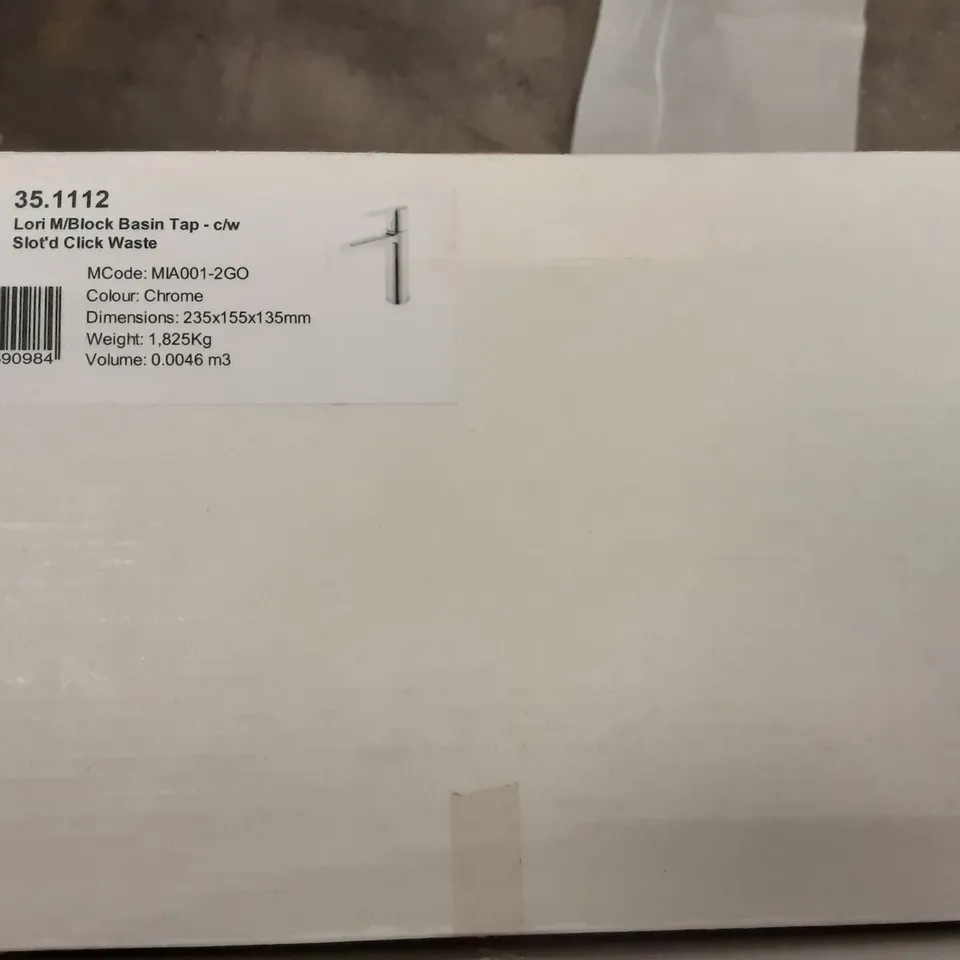 35.1112
Lori M/Block Basin Tap - c/w
Slot'd Click Waste
MCode: MIA001-2GO
Colour: Chrome
Dimensions: 235x155x135mm
Weight: 1,825Kg
Volume: 0.0046 m3
90984